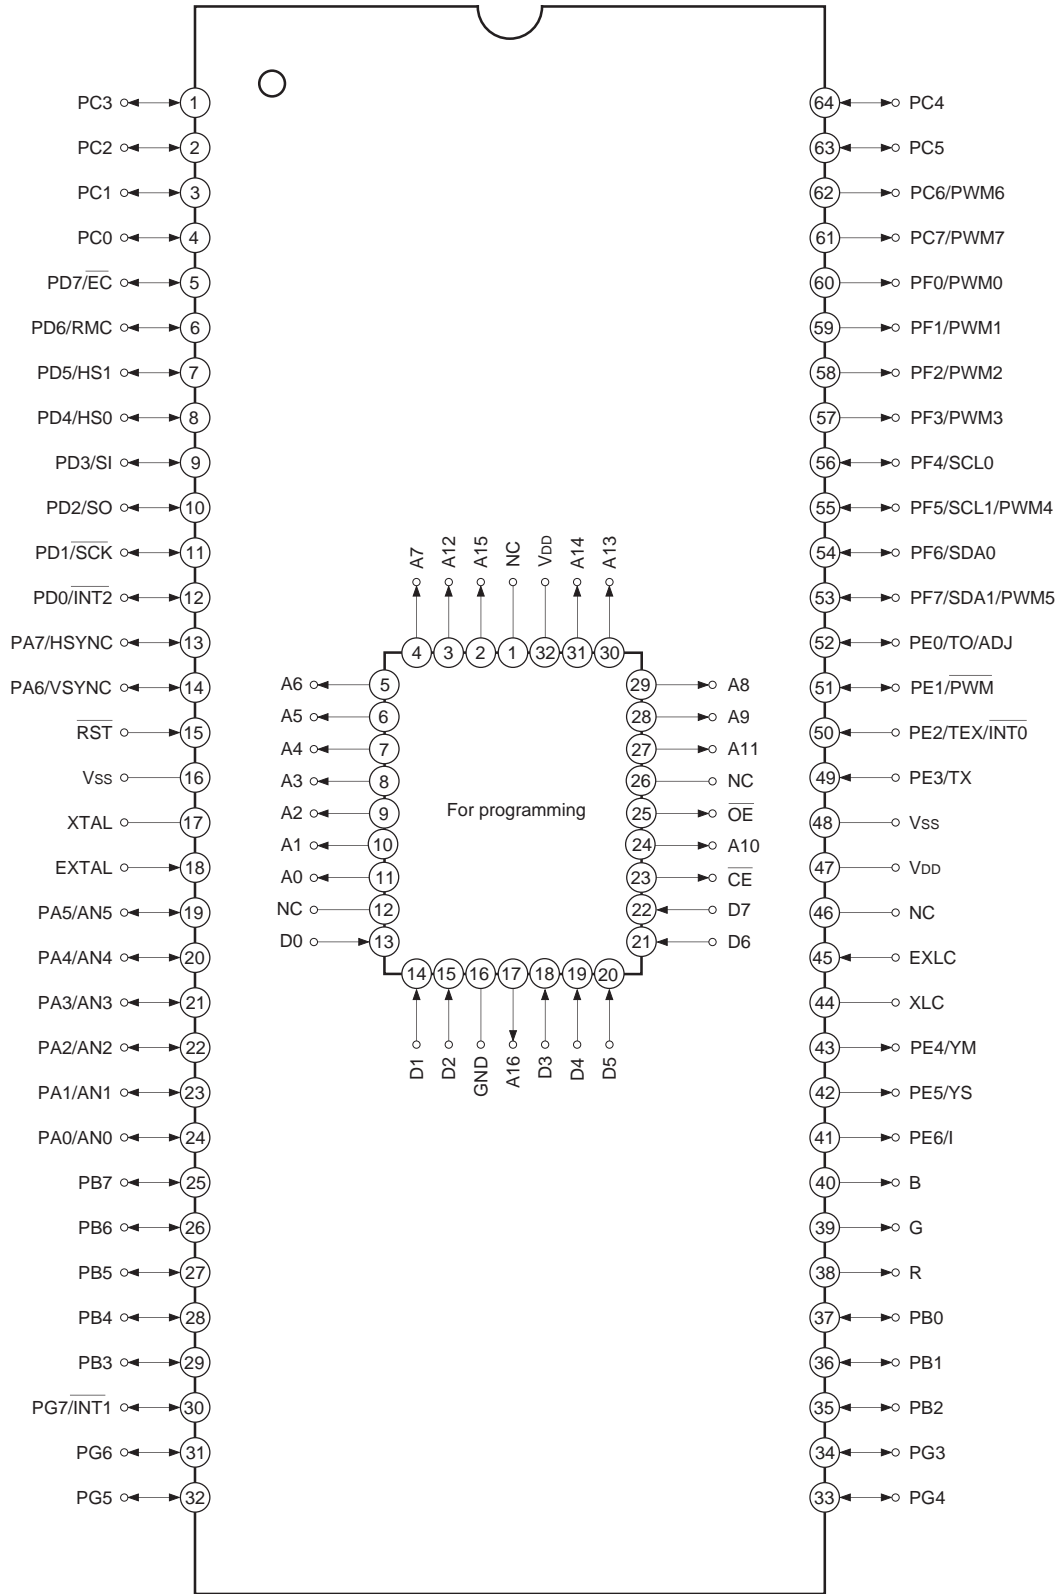 PC3 1
PC2 2
PC1 3
PC0 4
PD7/E̅C̅ 5
PD6/RMC 6
PD5/HS1 7
PD4/HS0 8
PD3/SI 9
PD2/SO 10
PD1/S̅C̅K̅ 11
PD0/I̅N̅T̅2̅ 12
PA7/HSYNC 13
PA6/VSYNC 14
R̅S̅T̅ 15
Vss 16
XTAL 17
EXTAL 18
PA5/AN5 19
PA4/AN4 20
PA3/AN3 21
PA2/AN2 22
PA1/AN1 23
PA0/AN0 24
PB7 25
PB6 26
PB5 27
PB4 28
PB3 29
PG7/I̅N̅T̅1 30
PG6 31
PG5 32
64 PC4
63 PC5
62 PC6/PWM6
61 PC7/PWM7
60 PF0/PWM0
59 PF1/PWM1
58 PF2/PWM2
57 PF3/PWM3
56 PF4/SCL0
55 PF5/SCL1/PWM4
54 PF6/SDA0
53 PF7/SDA1/PWM5
52 PE0/TO/ADJ
51 PE1/P̅W̅M̅
50 PE2/TEX/I̅N̅T̅0̅
49 PE3/TX
48 Vss
47 VDD
46 NC
45 EXLC
44 XLC
43 PE4/YM
42 PE5/YS
41 PE6/I
40 B
39 G
38 R
37 PB0
36 PB1
35 PB2
34 PG3
33 PG4
A7 A12 A15 NC VDD A14 A13
4 3 2 1 32 31 30
A6 5
A5 6
A4 7
A3 8
A2 9
A1 10
A0 11
NC 12
D0 13
For programming
29 A8
28 A9
27 A11
26 NC
25 O̅E̅
24 A10
23 C̅E̅
22 D7
21 D6
14 15 16 17 18 19 20
D1 D2 GND A16 D3 D4 D5